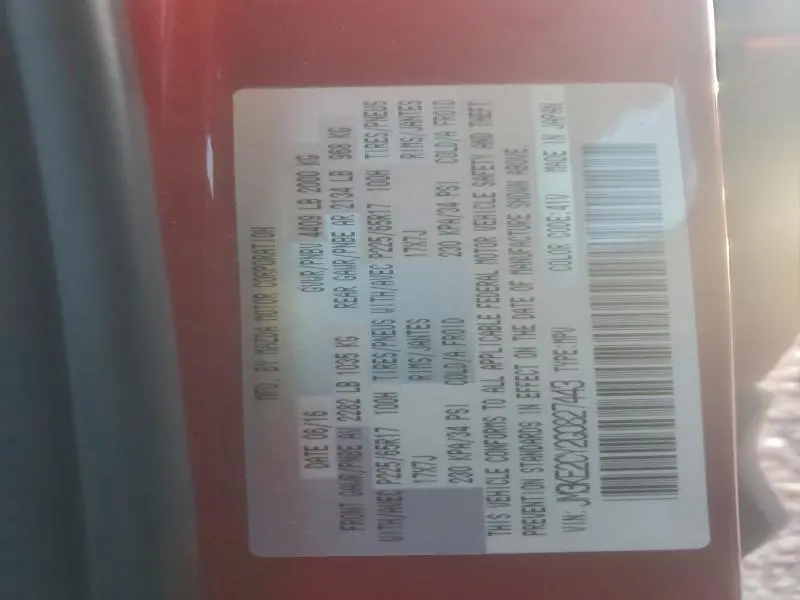 MFD. BY MAZDA MOTOR CORPORATION
DATE 06/16 GVWR/PNBV 4409 LB 2000 KG
FRONT GAWR/PNBE AV 2282 LB 1035 KG REAR GAWR/PNBE AR 2134 LB 968 KG
WITH/AVEC P225/65R17 100H TIRES/PNEUS WITH/AVEC P225/65R17 100H TIRES/PNEUS
17X7J RIMS/JANTES 17X7J RIMS/JANTES
230 KPA/34 PSI COLD/A FROID 230 KPA/34 PSI COLD/A FROID
THIS VEHICLE CONFORMS TO ALL APPLICABLE FEDERAL MOTOR VEHICLE SAFETY AND THEFT
PREVENTION STANDARDS IN EFFECT ON THE DATE OF MANUFACTURE SHOWN ABOVE.
COLOR CODE:41V MADE IN JAPAN
VIN: JM3KE2CY2G0827443 TYPE:MPV